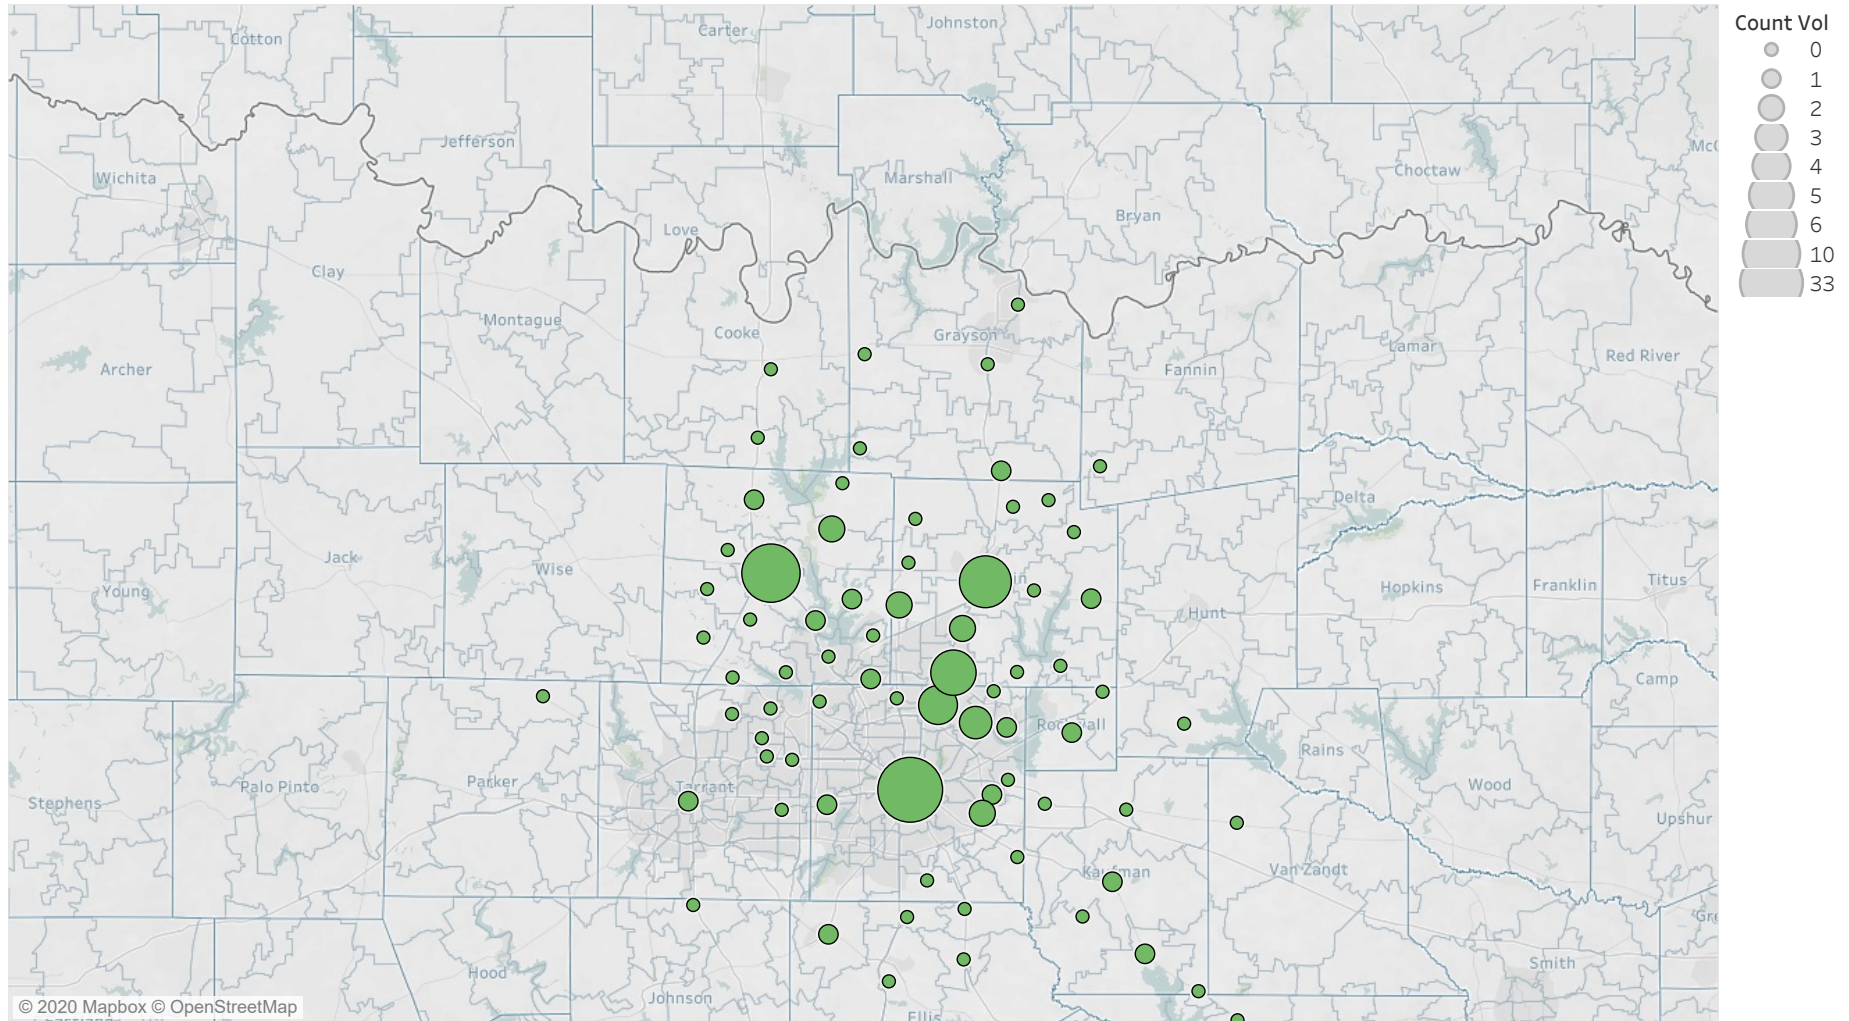 Count Vol
0
1
2
3
4
5
6
10
33
Cotton
Carter
Johnston
Jefferson
Wichita
Marshall
Choctaw
McC
Bryan
Love
Clay
Montague
Cooke
Grayson
Lamar
Red River
Archer
Fannin
Delta
Jack
Wise
Young
Hopkins
Franklin
Titus
Hunt
Camp
Rains
Parker
Palo Pinto
Tarrant
Stephens
Wood
Upshur
Van Zandt
Hood
Johnson
Smith
Ellis
Gre
© 2020 Mapbox © OpenStreetMap